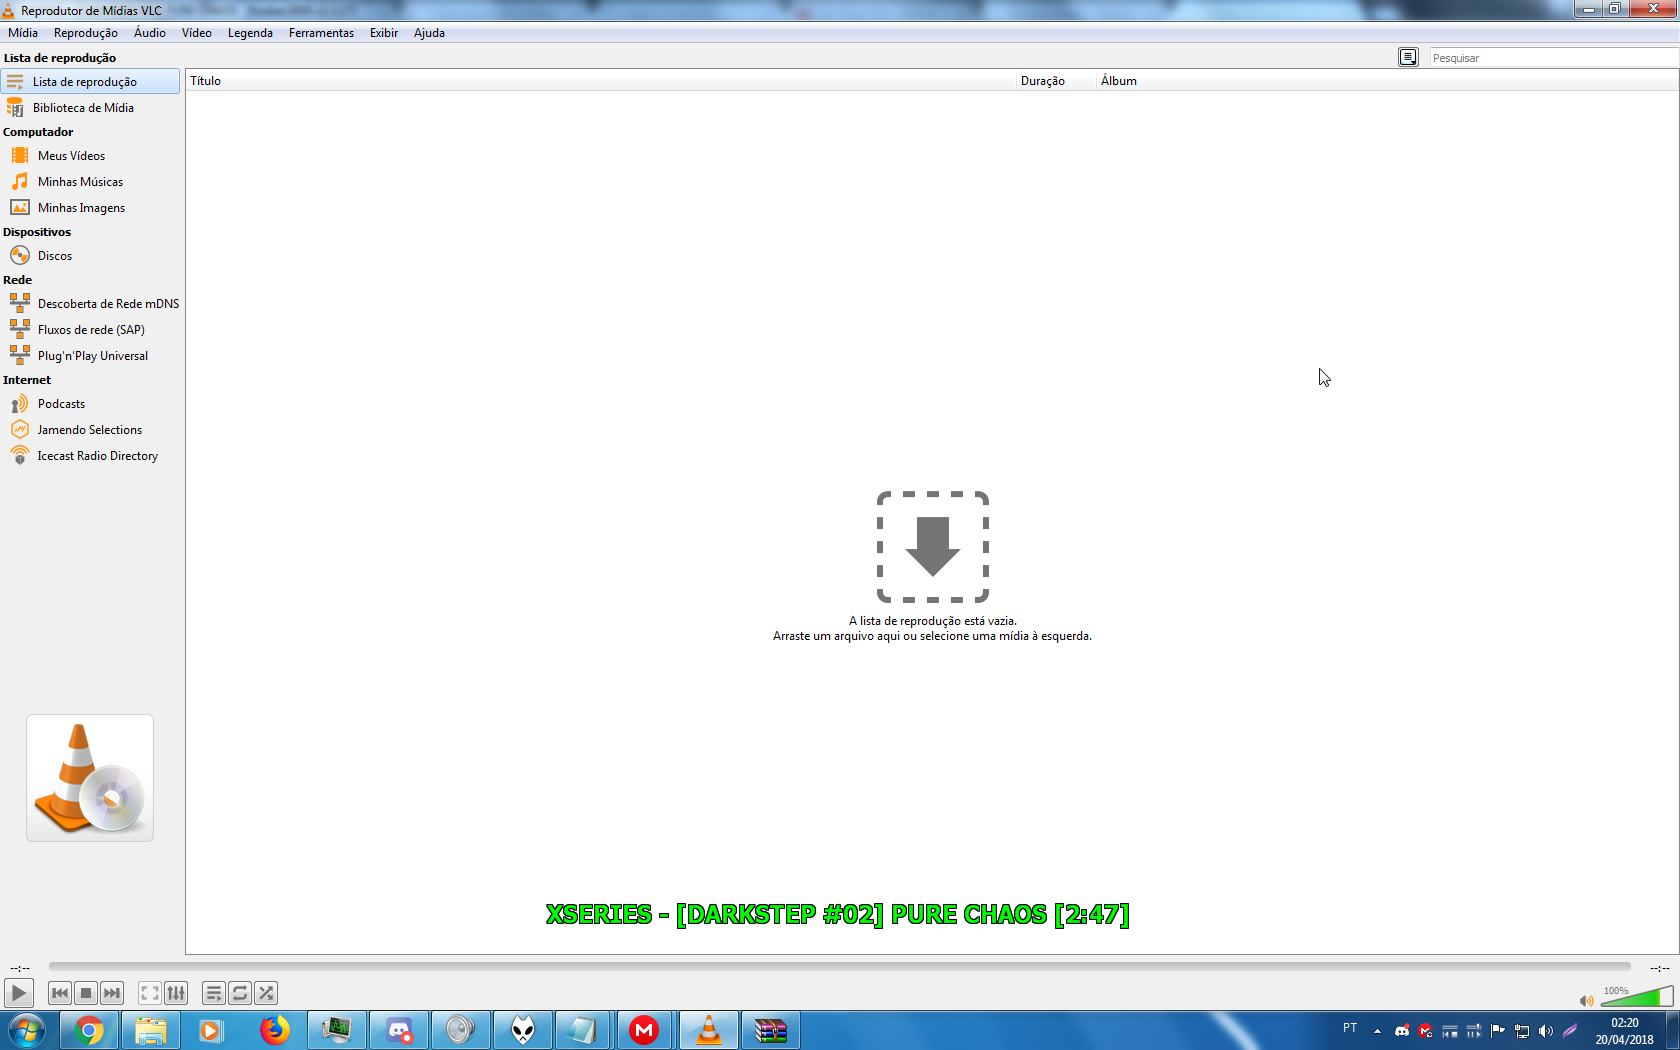 Reprodutor de Mídias VLC
Mídia Reprodução Áudio Vídeo Legenda Ferramentas Exibir Ajuda
Lista de reprodução
Pesquisar
Lista de reprodução
Título Duração Álbum
Biblioteca de Mídia
Computador
Meus Vídeos
Minhas Músicas
Minhas Imagens
Dispositivos
Discos
Rede
Descoberta de Rede mDNS
Fluxos de rede (SAP)
Plug'n'Play Universal
Internet
Podcasts
Jamendo Selections
Icecast Radio Directory
A lista de reprodução está vazia.
Arraste um arquivo aqui ou selecione uma mídia à esquerda.
XSERIES - [DARKSTEP #02] PURE CHAOS [2:47]
--:-- --:--
100%
PT
02:20
20/04/2018